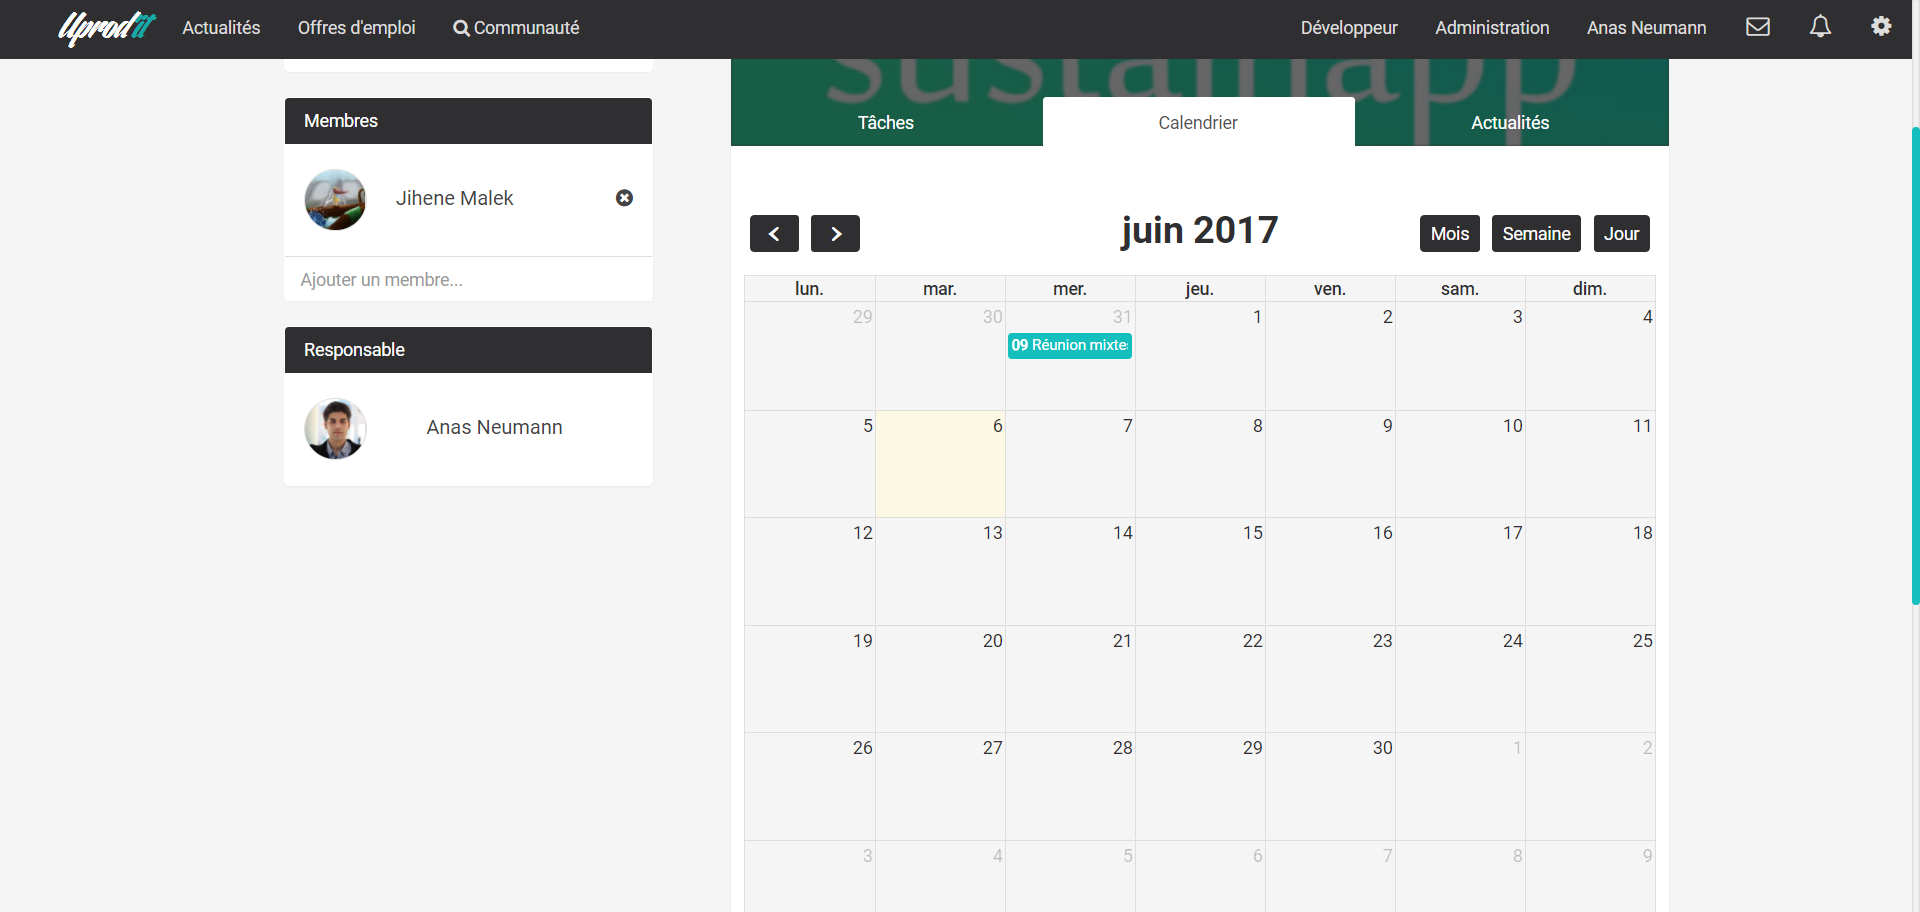 Uprodit
Actualités
Offres d'emploi
Communauté
Développeur
Administration
Anas Neumann
sustainapp
Tâches
Calendrier
Actualités
Membres
Jihene Malek
Ajouter un membre...
Responsable
Anas Neumann
juin 2017
Mois
Semaine
Jour
lun. mar. mer. jeu. ven. sam. dim.
29 30 31 1 2 3 4
09 Réunion mixte
5 6 7 8 9 10 11
12 13 14 15 16 17 18
19 20 21 22 23 24 25
26 27 28 29 30 1 2
3 4 5 6 7 8 9